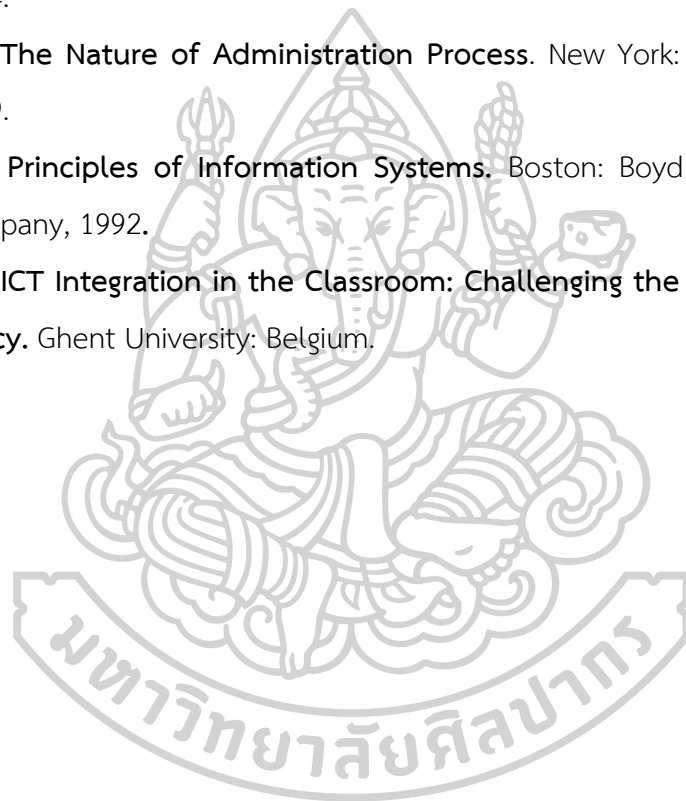 The Nature of Administration Process. New York:
Principles of Information Systems. Boston: Boyd
pany, 1992.
ICT Integration in the Classroom: Challenging the
cy. Ghent University: Belgium.
มหาวิทยาลัยศิลปากร